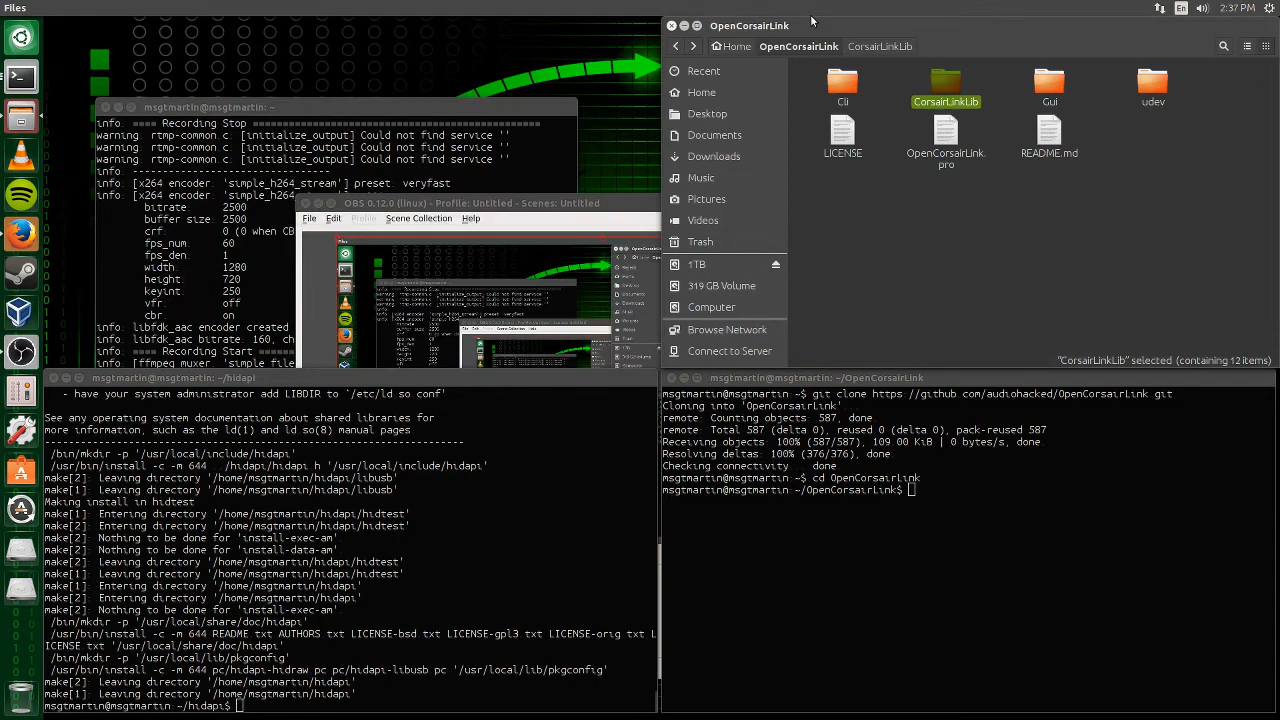 Files
En
2:37 PM
msgtmartin@msgtmartin: ~
info: ==== Recording Stop
warning: rtmp-common.c: [initialize_output] Could not find service ''
warning: rtmp-common.c: [initialize_output] Could not find service ''
warning: rtmp-common.c: [initialize_output] Could not find service ''
info:
info: [x264 encoder: 'simple_h264_stream'] preset: veryfast
info: [x264 encoder: 'simple_h264_stream
bitrate: 2500
buffer size: 2500
crf: 0 (0 when CB
fps_num: 60
fps_den: 1
width: 1280
height: 720
keyint: 250
vfr: off
cbr: on
info: libfdk_aac encoder created
info: libfdk_aac bitrate: 160, cha
info: ==== Recording Start
info: [ffmpeg muxer: 'simple_file
OBS 0.12.0 (linux) - Profile: Untitled - Scenes: Untitled
File Edit Profile Scene Collection Help
OpenCorsairLink
Home OpenCorsairLink CorsairLinkLib
Recent
Home
Desktop
Documents
Downloads
Music
Pictures
Videos
Trash
1TB
319 GB Volume
Computer
Browse Network
Connect to Server
Cli
CorsairLinkLib
Gui
udev
LICENSE
OpenCorsairLink.
pro
README.md
"CorsairLinkLib" selected (containing 12 items)
msgtmartin@msgtmartin: ~/hidapi
- have your system administrator add LIBDIR to `/etc/ld so conf'
See any operating system documentation about shared libraries for
more information, such as the ld(1) and ld so(8) manual pages
/bin/mkdir -p '/usr/local/include/hidapi'
/usr/bin/install -c -m 644 ../hidapi/hidapi h '/usr/local/include/hidapi'
make[2]: Leaving directory '/home/msgtmartin/hidapi/libusb'
make[1]: Leaving directory '/home/msgtmartin/hidapi/libusb'
Making install in hidtest
make[1]: Entering directory '/home/msgtmartin/hidapi/hidtest'
make[2]: Entering directory '/home/msgtmartin/hidapi/hidtest'
make[2]: Nothing to be done for 'install-exec-am'
make[2]: Nothing to be done for 'install-data-am'
make[2]: Leaving directory '/home/msgtmartin/hidapi/hidtest'
make[1]: Leaving directory '/home/msgtmartin/hidapi/hidtest'
make[1]: Entering directory '/home/msgtmartin/hidapi'
make[2]: Entering directory '/home/msgtmartin/hidapi'
make[2]: Nothing to be done for 'install-exec-am'
/bin/mkdir -p '/usr/local/share/doc/hidapi'
/usr/bin/install -c -m 644 README txt AUTHORS txt LICENSE-bsd txt LICENSE-gpl3 txt LICENSE-orig txt L
ICENSE txt '/usr/local/share/doc/hidapi'
/bin/mkdir -p '/usr/local/lib/pkgconfig'
/usr/bin/install -c -m 644 pc/hidapi-hidraw pc pc/hidapi-libusb pc '/usr/local/lib/pkgconfig'
make[2]: Leaving directory '/home/msgtmartin/hidapi'
make[1]: Leaving directory '/home/msgtmartin/hidapi'
msgtmartin@msgtmartin:~/hidapi$
msgtmartin@msgtmartin: ~/OpenCorsairLink
msgtmartin@msgtmartin:~$ git clone https://github com/audiohacked/OpenCorsairLink git
Cloning into 'OpenCorsairLink'
remote: Counting objects: 587, done
remote: Total 587 (delta 0), reused 0 (delta 0), pack-reused 587
Receiving objects: 100% (587/587), 109 00 KiB | 0 bytes/s, done
Resolving deltas: 100% (376/376), done
Checking connectivity done
msgtmartin@msgtmartin:~$ cd OpenCorsairLink
msgtmartin@msgtmartin:~/OpenCorsairLink$